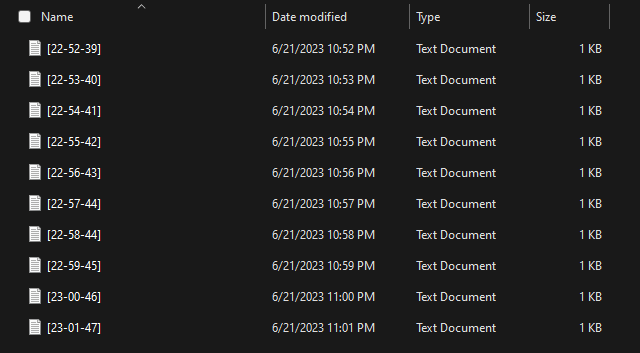 Name Date modified Type Size
[22-52-39] 6/21/2023 10:52 PM Text Document 1 KB
[22-53-40] 6/21/2023 10:53 PM Text Document 1 KB
[22-54-41] 6/21/2023 10:54 PM Text Document 1 KB
[22-55-42] 6/21/2023 10:55 PM Text Document 1 KB
[22-56-43] 6/21/2023 10:56 PM Text Document 1 KB
[22-57-44] 6/21/2023 10:57 PM Text Document 1 KB
[22-58-44] 6/21/2023 10:58 PM Text Document 1 KB
[22-59-45] 6/21/2023 10:59 PM Text Document 1 KB
[23-00-46] 6/21/2023 11:00 PM Text Document 1 KB
[23-01-47] 6/21/2023 11:01 PM Text Document 1 KB